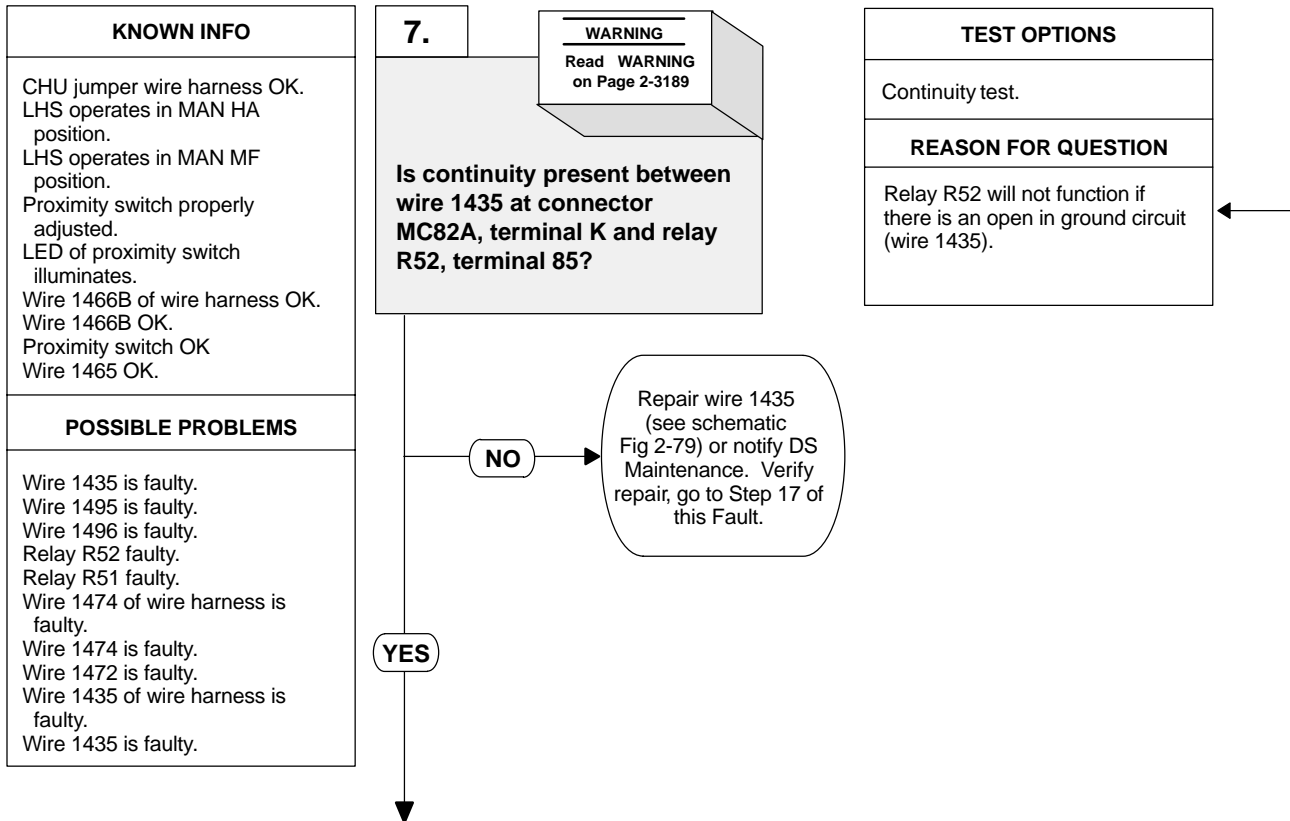 KNOWN INFO
CHU jumper wire harness OK.
LHS operates in MAN HA
position.
LHS operates in MAN MF
position.
Proximity switch properly
adjusted.
LED of proximity switch
illuminates.
Wire 1466B of wire harness OK.
Wire 1466B OK.
Proximity switch OK
Wire 1465 OK.
POSSIBLE PROBLEMS
Wire 1435 is faulty.
Wire 1495 is faulty.
Wire 1496 is faulty.
Relay R52 faulty.
Relay R51 faulty.
Wire 1474 of wire harness is
faulty.
Wire 1474 is faulty.
Wire 1472 is faulty.
Wire 1435 of wire harness is
faulty.
Wire 1435 is faulty.
7.
WARNING
Read WARNING
on Page 2-3189
Is continuity present between
wire 1435 at connector
MC82A, terminal K and relay
R52, terminal 85?
NO
Repair wire 1435
(see schematic
Fig 2-79) or notify DS
Maintenance. Verify
repair, go to Step 17 of
this Fault.
YES
TEST OPTIONS
Continuity test.
REASON FOR QUESTION
Relay R52 will not function if
there is an open in ground circuit
(wire 1435).